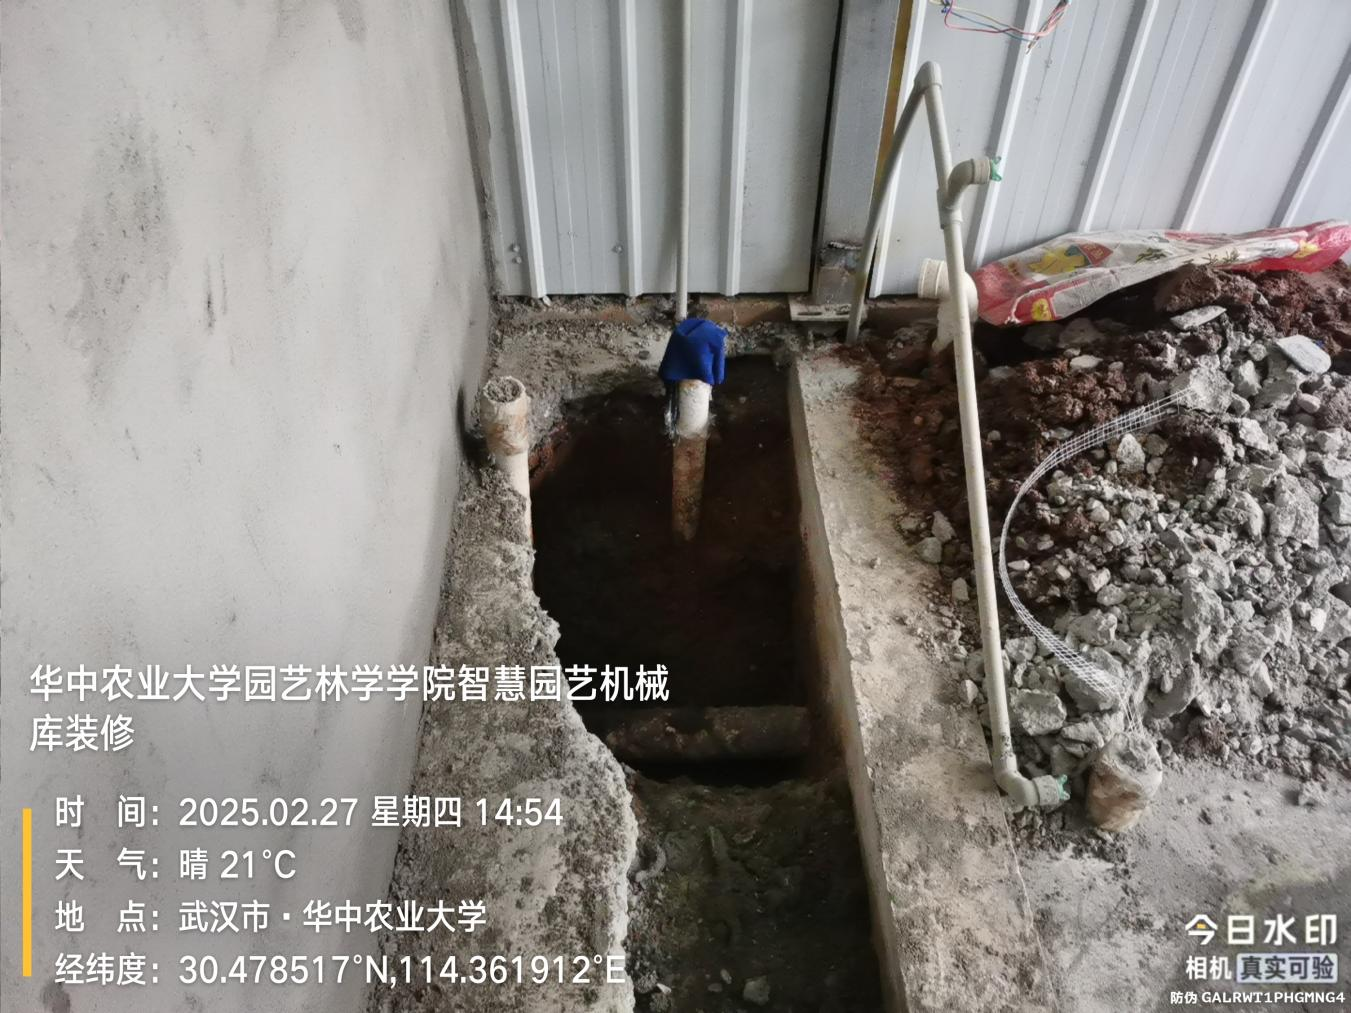 华中农业大学园艺林学学院智慧园艺机械
库装修
时 间：2025.02.27 星期四 14:54
天 气：晴 21°C
地 点：武汉市·华中农业大学
经纬度：30.478517°N,114.361912°E
今日水印
相机 真实可验
防伪 GALRWT1PHGMNG4